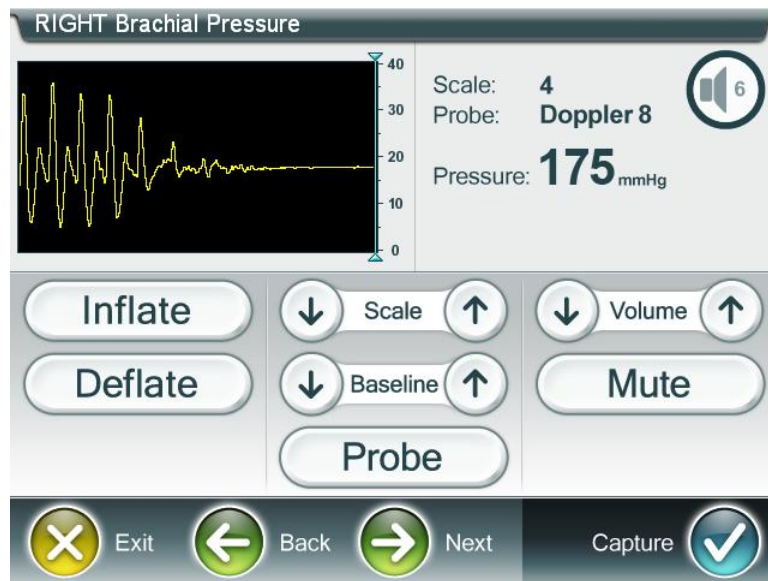 RIGHT Brachial Pressure
40
30
20
10
0
Scale: 4
Probe: Doppler 8
Pressure: 175 mmHg
6
Inflate
Scale
Volume
Deflate
Baseline
Mute
Probe
Exit
Back
Next
Capture